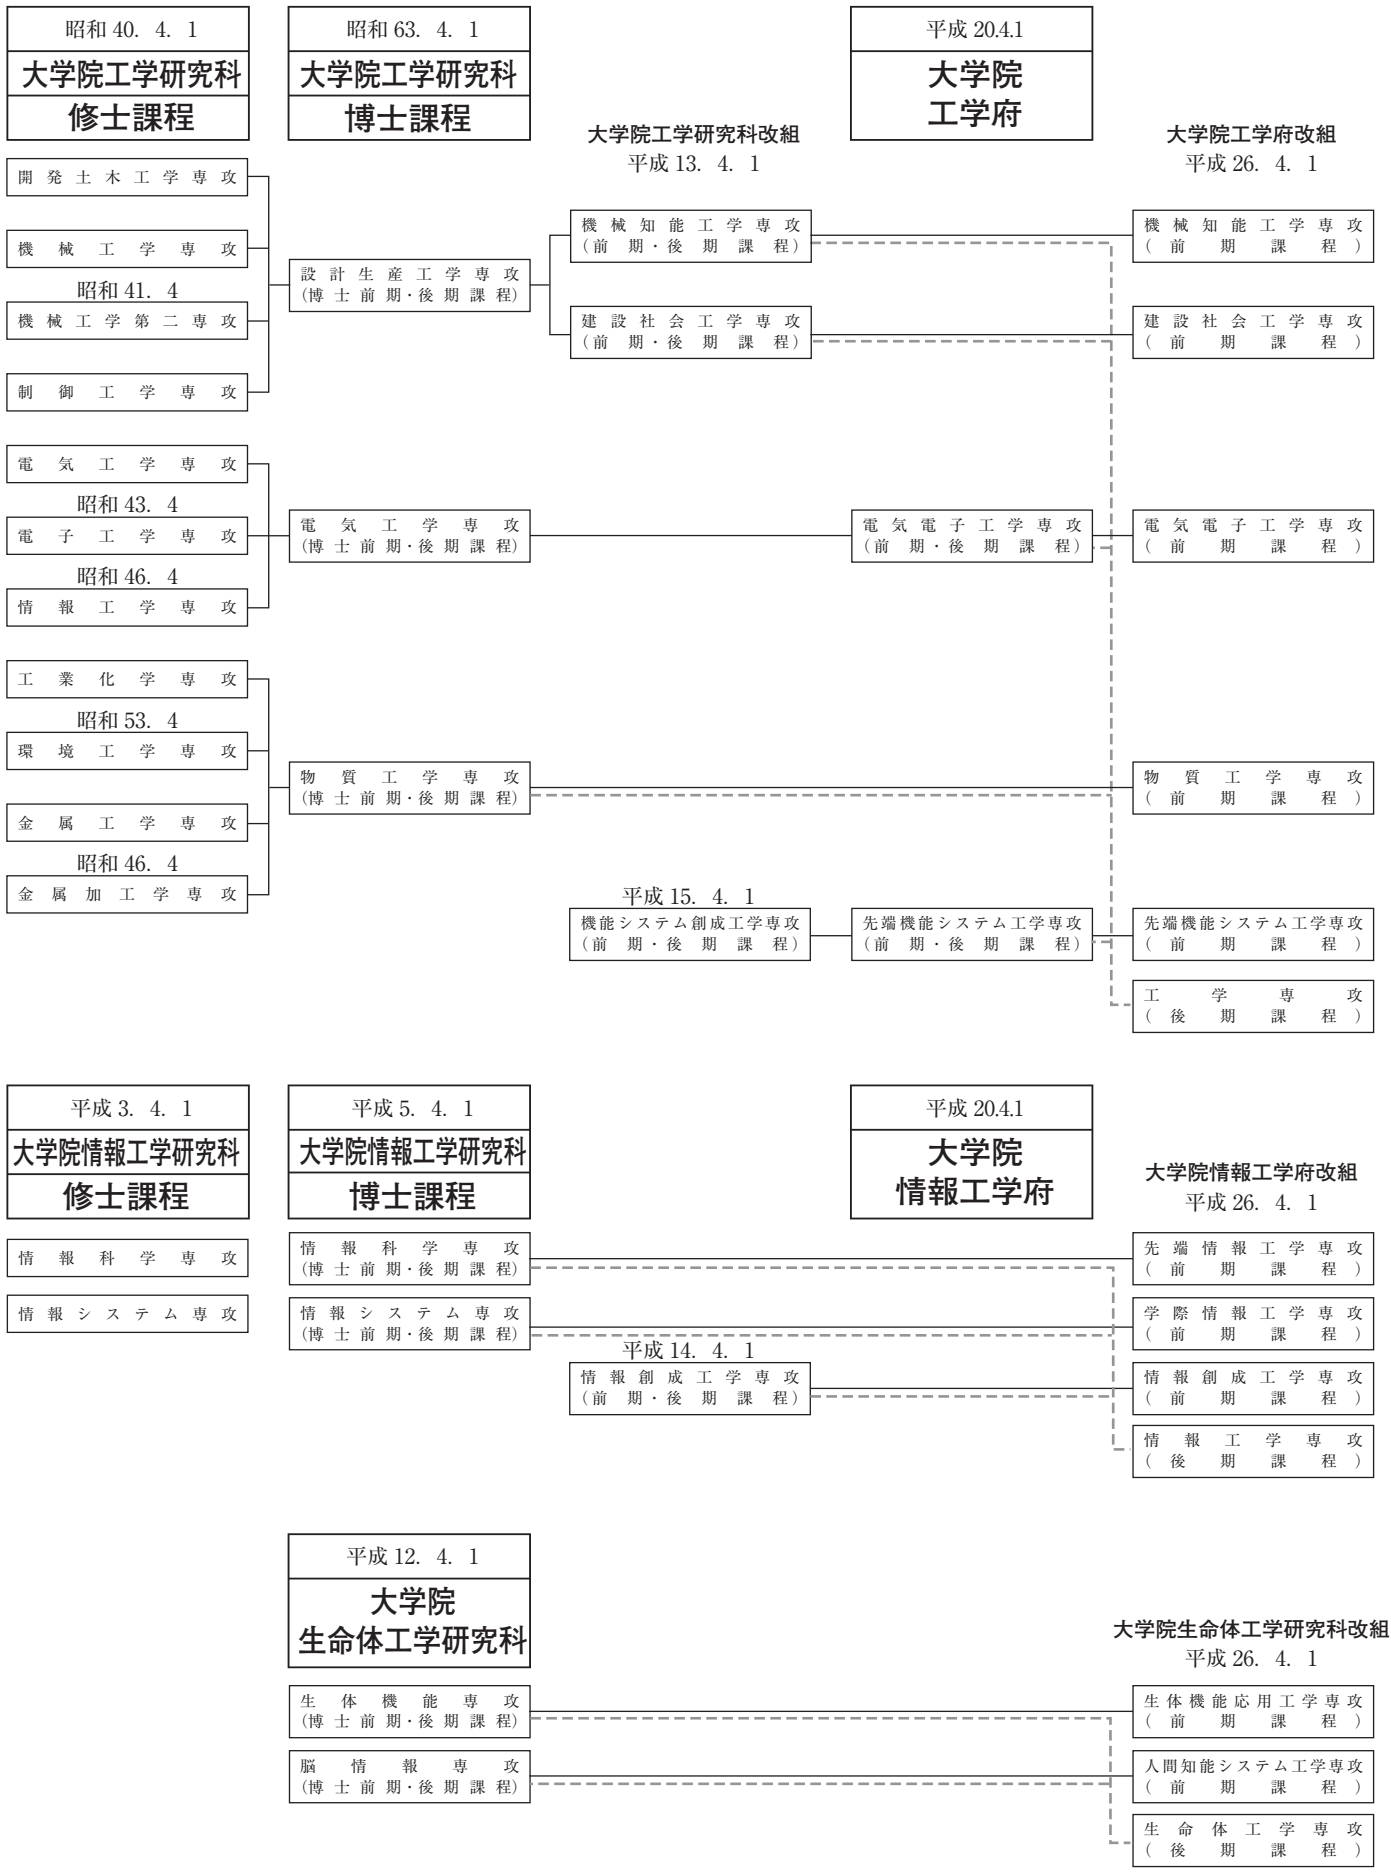 昭和 40. 4. 1
大学院工学研究科
修士課程
開発土木工学専攻
機械工学専攻
昭和 41. 4
機械工学第二専攻
制御工学専攻
電気工学専攻
昭和 43. 4
電子工学専攻
昭和 46. 4
情報工学専攻
工業化学専攻
昭和 53. 4
環境工学専攻
金属工学専攻
昭和 46. 4
金属加工学専攻
昭和 63. 4. 1
大学院工学研究科
博士課程
設計生産工学専攻
(博士前期・後期課程)
電気工学専攻
(博士前期・後期課程)
物質工学専攻
(博士前期・後期課程)
大学院工学研究科改組
平成 13. 4. 1
機械知能工学専攻
(前期・後期課程)
建設社会工学専攻
(前期・後期課程)
平成 15. 4. 1
機能システム創成工学専攻
(前期・後期課程)
平成 20.4.1
大学院
工学府
電気電子工学専攻
(前期・後期課程)
先端機能システム工学専攻
(前期・後期課程)
大学院工学府改組
平成 26. 4. 1
機械知能工学専攻
(前期課程)
建設社会工学専攻
(前期課程)
電気電子工学専攻
(前期課程)
物質工学専攻
(前期課程)
先端機能システム工学専攻
(前期課程)
工学専攻
(後期課程)
平成 3. 4. 1
大学院情報工学研究科
修士課程
情報科学専攻
情報システム専攻
平成 5. 4. 1
大学院情報工学研究科
博士課程
情報科学専攻
(博士前期・後期課程)
情報システム専攻
(博士前期・後期課程)
平成 14. 4. 1
情報創成工学専攻
(前期・後期課程)
平成 20.4.1
大学院
情報工学府
大学院情報工学府改組
平成 26. 4. 1
先端情報工学専攻
(前期課程)
学際情報工学専攻
(前期課程)
情報創成工学専攻
(前期課程)
情報工学専攻
(後期課程)
平成 12. 4. 1
大学院
生命体工学研究科
生体機能専攻
(博士前期・後期課程)
脳情報専攻
(博士前期・後期課程)
大学院生命体工学研究科改組
平成 26. 4. 1
生体機能応用工学専攻
(前期課程)
人間知能システム工学専攻
(前期課程)
生命体工学専攻
(後期課程)